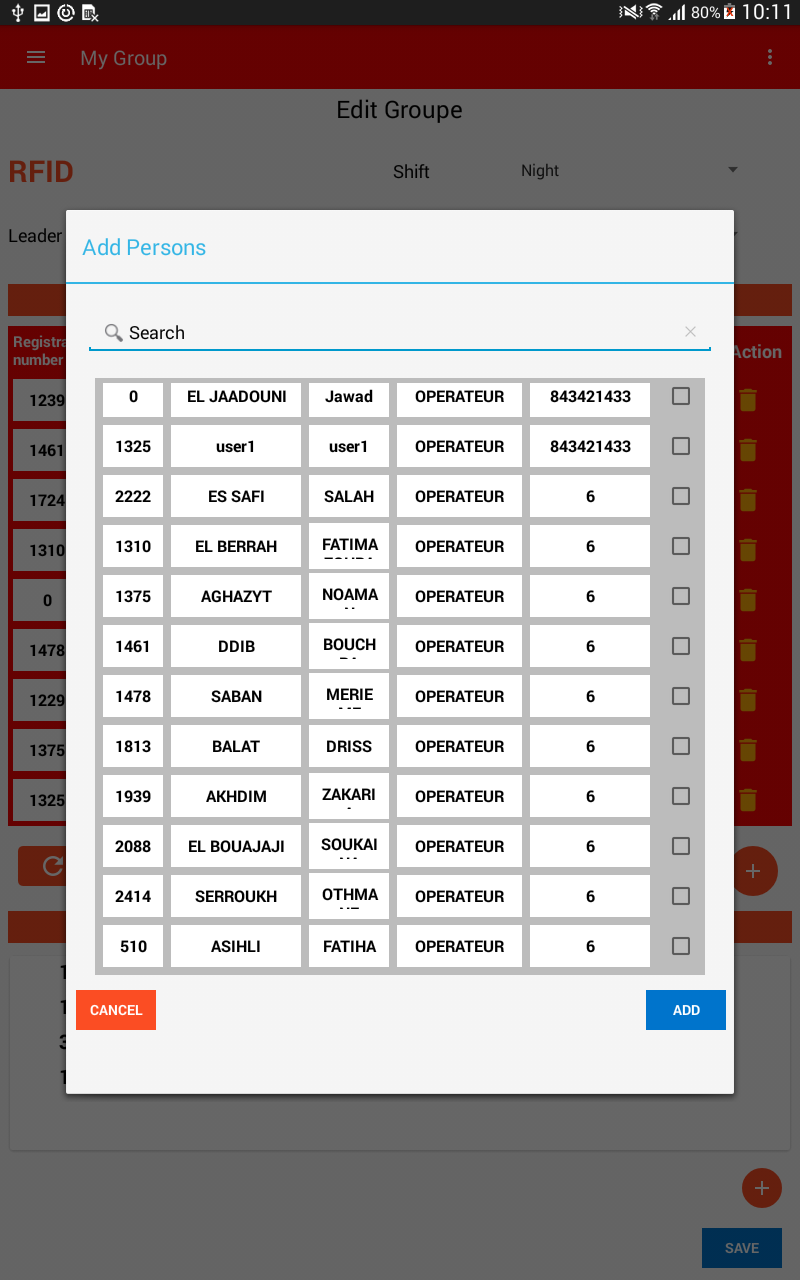 80% 10:11
My Group
Edit Groupe
RFID Shift Night
Leader
Add Persons
Search
Registra
number
Action
0 EL JAADOUNI Jawad OPERATEUR 843421433
1239
1325 user1 user1 OPERATEUR 843421433
1461
2222 ES SAFI SALAH OPERATEUR 6
1724
1310 EL BERRAH FATIMA OPERATEUR 6
1310
1375 AGHAZYT NOAMA OPERATEUR 6
0
1461 DDIB BOUCH OPERATEUR 6
1478
1478 SABAN MERIE OPERATEUR 6
1229
1813 BALAT DRISS OPERATEUR 6
1375
1939 AKHDIM ZAKARI OPERATEUR 6
1325
2088 EL BOUAJAJI SOUKAI OPERATEUR 6
2414 SERROUKH OTHMA OPERATEUR 6
510 ASIHLI FATIHA OPERATEUR 6
CANCEL ADD
SAVE